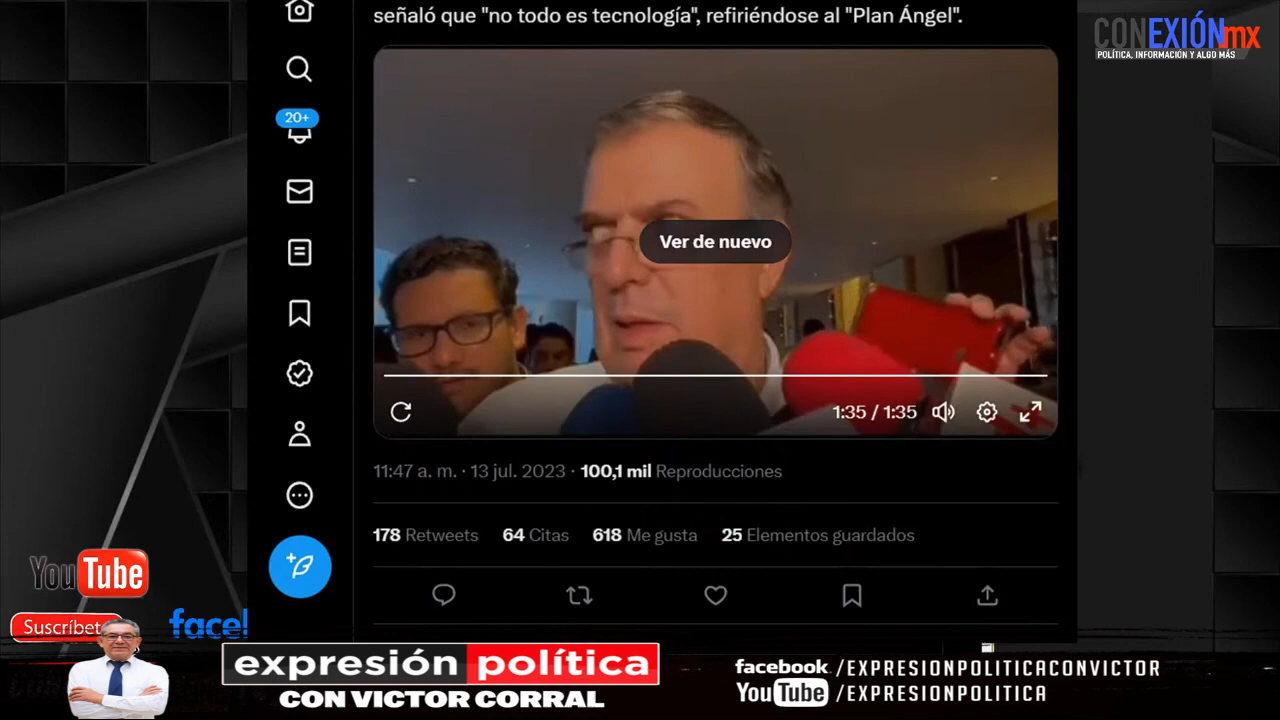 señaló que "no todo es tecnología", refiriéndose al "Plan Ángel".
CONEXIÓNmx
POLÍTICA, INFORMACIÓN Y ALGO MÁS
20+
Ver de nuevo
1:35 / 1:35
11:47 a. m. · 13 jul. 2023 · 100,1 mil Reproducciones
178 Retweets 64 Citas 618 Me gusta 25 Elementos guardados
YouTube
Suscríbet
facel
expresión política
CON VICTOR CORRAL
facebook /EXPRESIONPOLITICACONVICTOR
YouTube /EXPRESIONPOLITICA